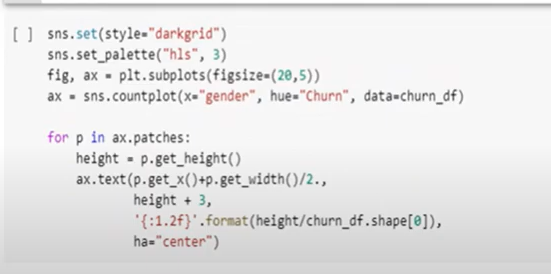 [ ] sns.set(style="darkgrid")
sns.set_palette("hls", 3)
fig, ax = plt.subplots(figsize=(20,5))
ax = sns.countplot(x="gender", hue="Churn", data=churn_df)

for p in ax.patches:
    height = p.get_height()
    ax.text(p.get_x()+p.get_width()/2.,
            height + 3,
            '{:1.2f}'.format(height/churn_df.shape[0]),
            ha="center")